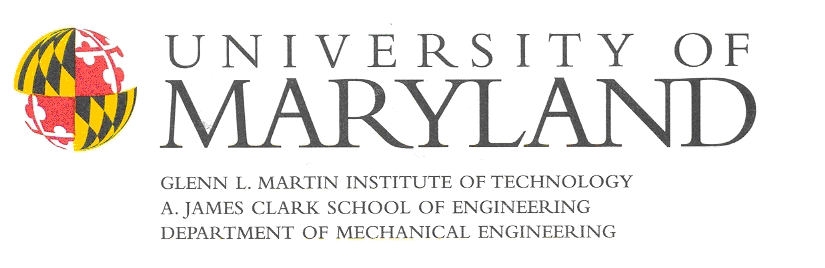 UNIVERSITY OF
MARYLAND
GLENN L. MARTIN INSTITUTE OF TECHNOLOGY
A. JAMES CLARK SCHOOL OF ENGINEERING
DEPARTMENT OF MECHANICAL ENGINEERING